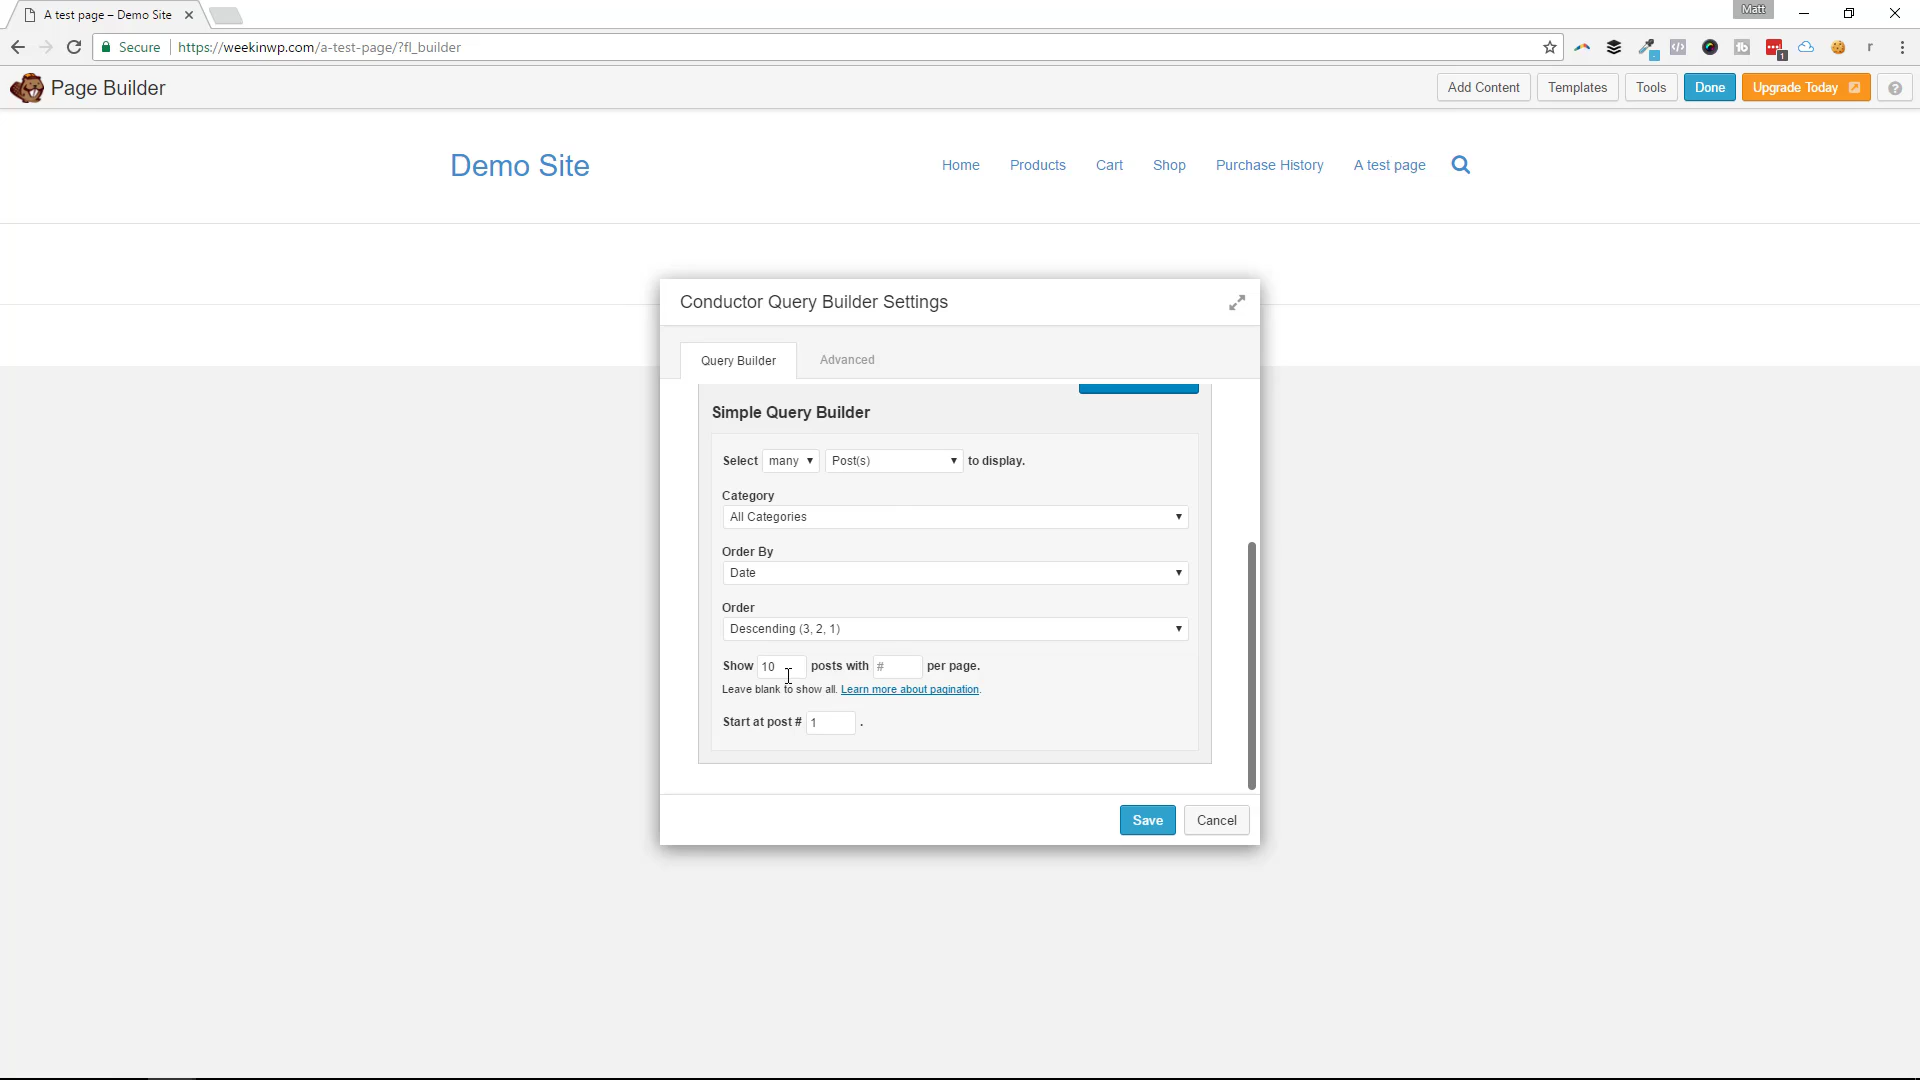 A test page – Demo Site
Matt
Secure https://weekinwp.com/a-test-page/?fl_builder
1
r
Page Builder Add Content Templates Tools Done Upgrade Today ?
Demo Site Home Products Cart Shop Purchase History A test page
Conductor Query Builder Settings
Query Builder Advanced
Simple Query Builder
Select many Post(s) to display.
Category
All Categories
Order By
Date
Order
Descending (3, 2, 1)
Show 10 posts with # per page.
Leave blank to show all. Learn more about pagination.
Start at post # 1 .
Save Cancel